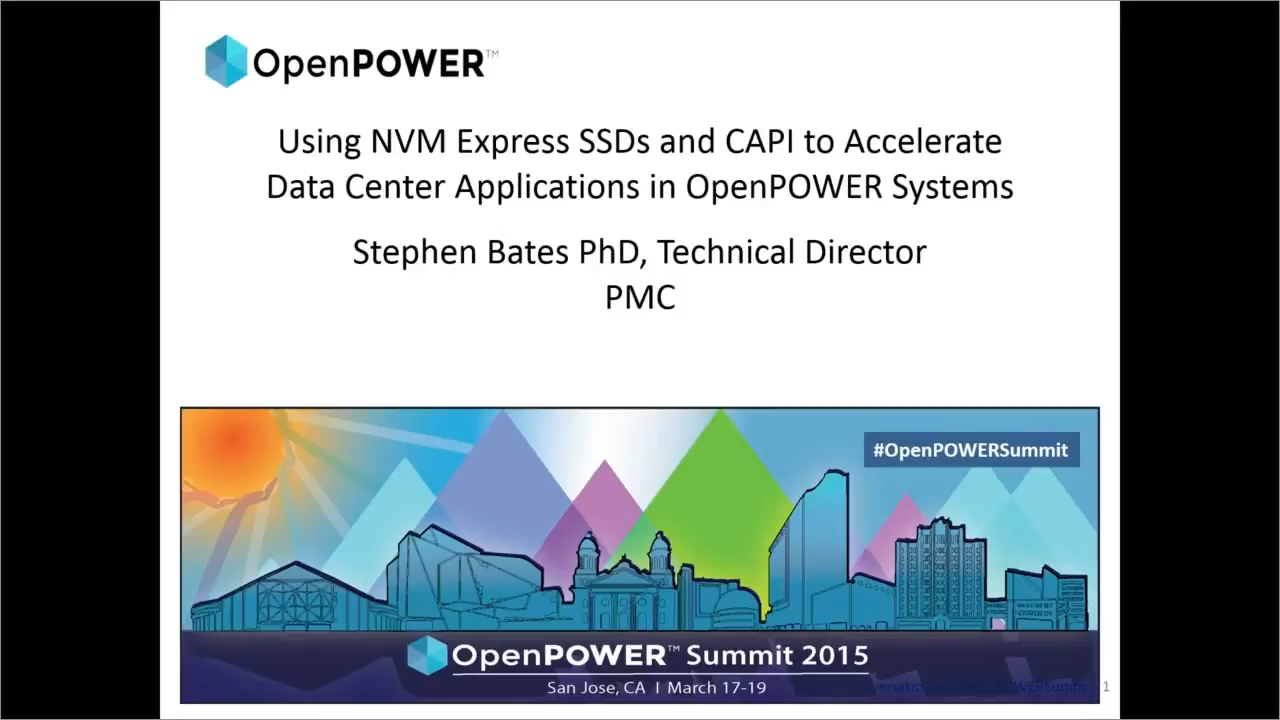 OpenPOWER™
Using NVM Express SSDs and CAPI to Accelerate
Data Center Applications in OpenPOWER Systems
Stephen Bates PhD, Technical Director
PMC
#OpenPOWERSummit
OpenPOWER™ Summit 2015
San Jose, CA I March 17-19
1